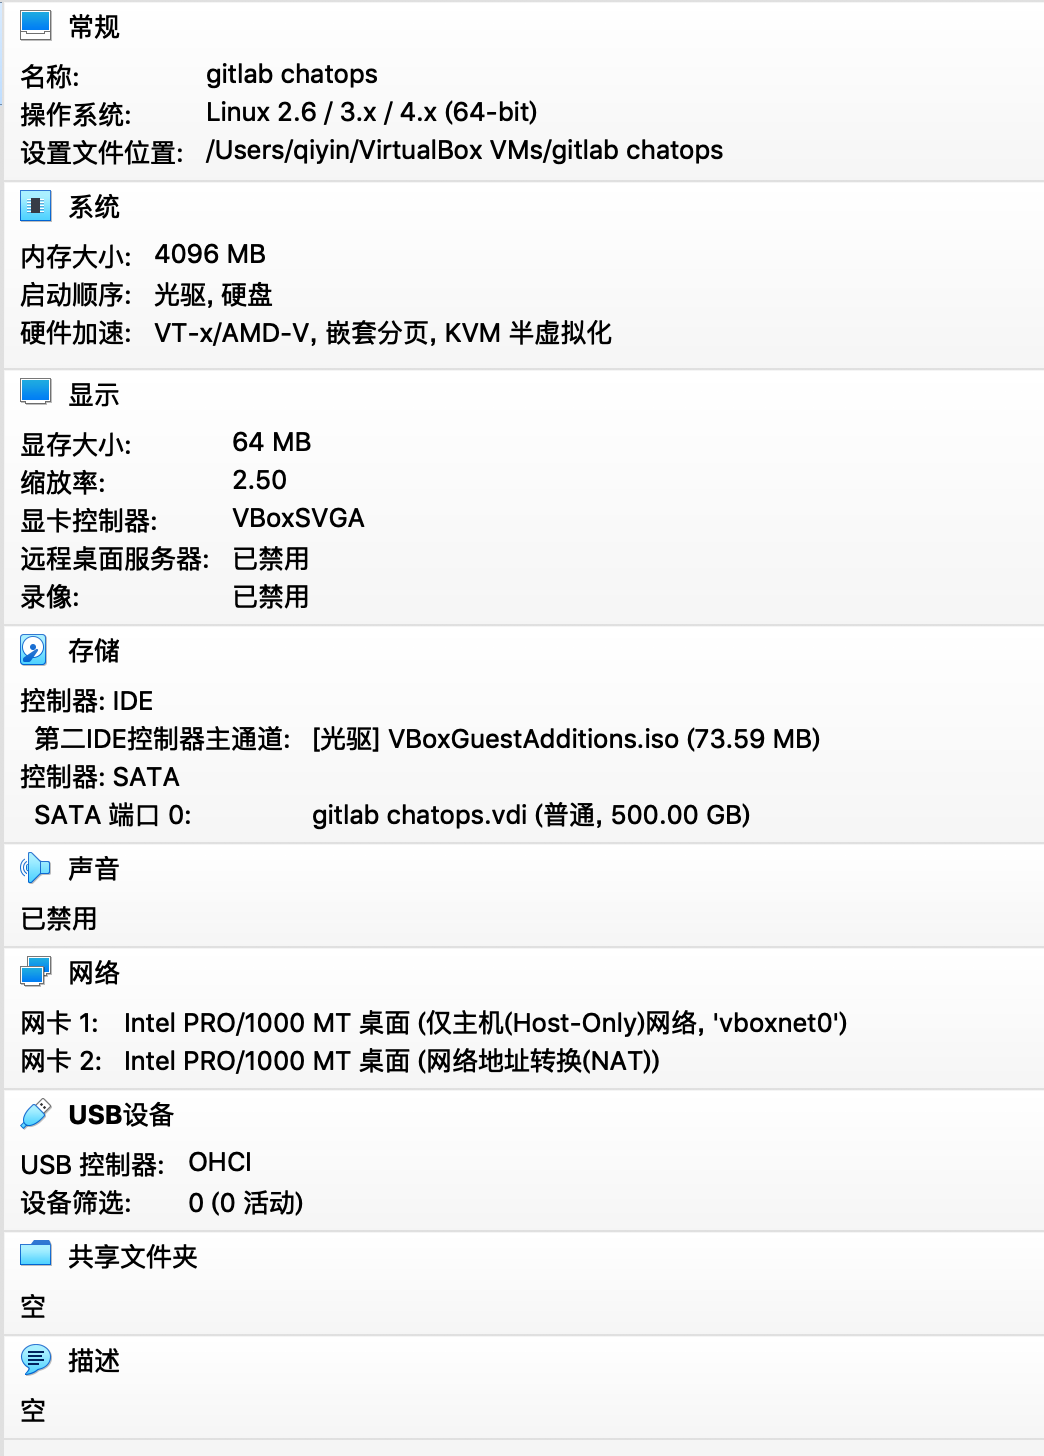 常规
名称: gitlab chatops
操作系统: Linux 2.6 / 3.x / 4.x (64-bit)
设置文件位置: /Users/qiyin/VirtualBox VMs/gitlab chatops
系统
内存大小: 4096 MB
启动顺序: 光驱, 硬盘
硬件加速: VT-x/AMD-V, 嵌套分页, KVM 半虚拟化
显示
显存大小: 64 MB
缩放率: 2.50
显卡控制器: VBoxSVGA
远程桌面服务器: 已禁用
录像: 已禁用
存储
控制器: IDE
第二IDE控制器主通道: [光驱] VBoxGuestAdditions.iso (73.59 MB)
控制器: SATA
SATA 端口 0: gitlab chatops.vdi (普通, 500.00 GB)
声音
已禁用
网络
网卡 1: Intel PRO/1000 MT 桌面 (仅主机(Host-Only)网络, 'vboxnet0')
网卡 2: Intel PRO/1000 MT 桌面 (网络地址转换(NAT))
USB设备
USB 控制器: OHCI
设备筛选: 0 (0 活动)
共享文件夹
空
描述
空